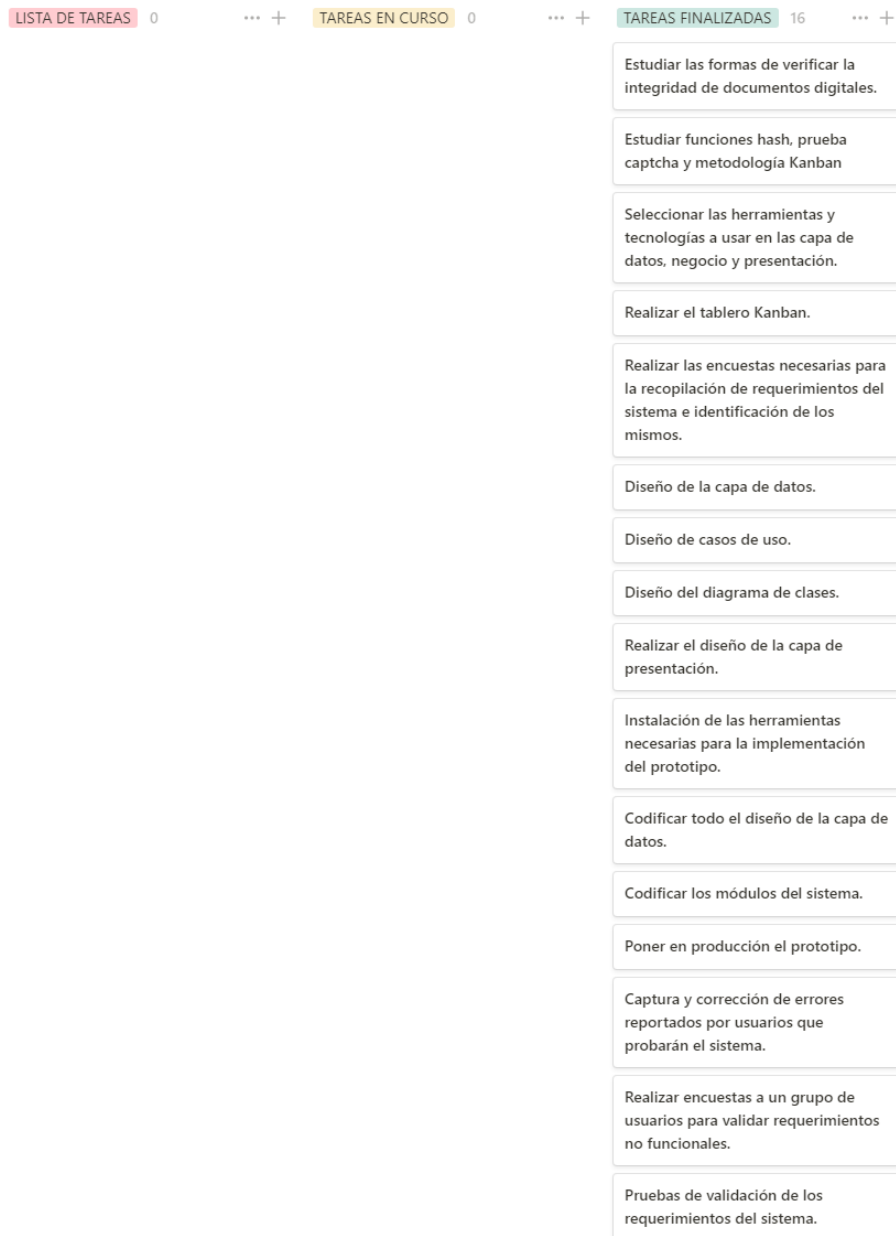 LISTA DE TAREAS 0 ··· + TAREAS EN CURSO 0 ··· + TAREAS FINALIZADAS 16 ··· +
Estudiar las formas de verificar la
integridad de documentos digitales.
Estudiar funciones hash, prueba
captcha y metodología Kanban
Seleccionar las herramientas y
tecnologías a usar en las capa de
datos, negocio y presentación.
Realizar el tablero Kanban.
Realizar las encuestas necesarias para
la recopilación de requerimientos del
sistema e identificación de los
mismos.
Diseño de la capa de datos.
Diseño de casos de uso.
Diseño del diagrama de clases.
Realizar el diseño de la capa de
presentación.
Instalación de las herramientas
necesarias para la implementación
del prototipo.
Codificar todo el diseño de la capa de
datos.
Codificar los módulos del sistema.
Poner en producción el prototipo.
Captura y corrección de errores
reportados por usuarios que
probarán el sistema.
Realizar encuestas a un grupo de
usuarios para validar requerimientos
no funcionales.
Pruebas de validación de los
requerimientos del sistema.